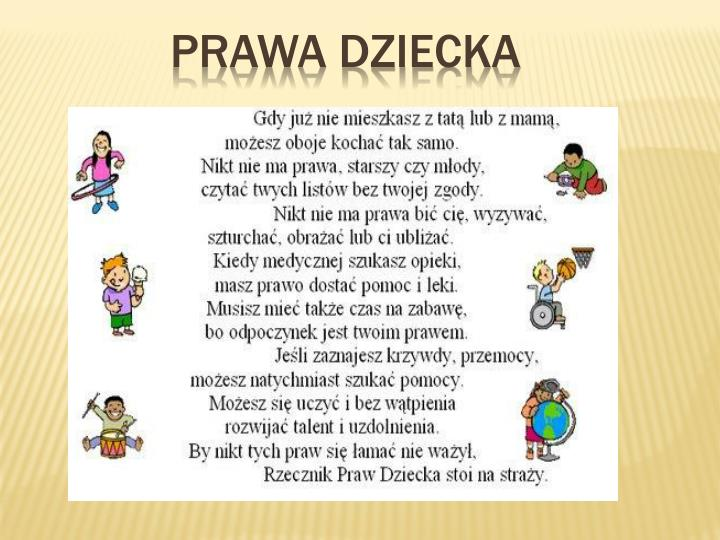 PRAWA DZIECKA
Gdy już nie mieszkasz z tatą lub z mamą,
możesz oboje kochać tak samo.
Nikt nie ma prawa, starszy czy młody,
czytać twych listów bez twojej zgody.
Nikt nie ma prawa bić cię, wyzywać,
szturchać, obrażać lub ci ubliżać.
Kiedy medycznej szukasz opieki,
masz prawo dostać pomoc i leki.
Musisz mieć także czas na zabawę,
bo odpoczynek jest twoim prawem.
Jeśli zaznajesz krzywdy, przemocy,
możesz natychmiast szukać pomocy.
Możesz się uczyć i bez wątpienia
rozwijać talent i uzdolnienia.
By nikt tych praw się łamać nie ważył,
Rzecznik Praw Dziecka stoi na straży.